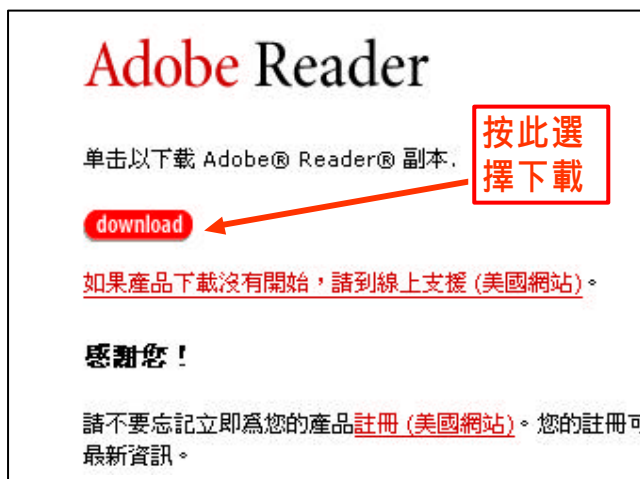 Adobe Reader
单击以下載 Adobe® Reader® 副本.
按此選
擇下載
download
如果產品下載沒有開始，請到線上支援 (美國網站)。
感謝您！
請不要忘記立即爲您的產品註冊 (美國網站)。您的註冊可
最新資訊。